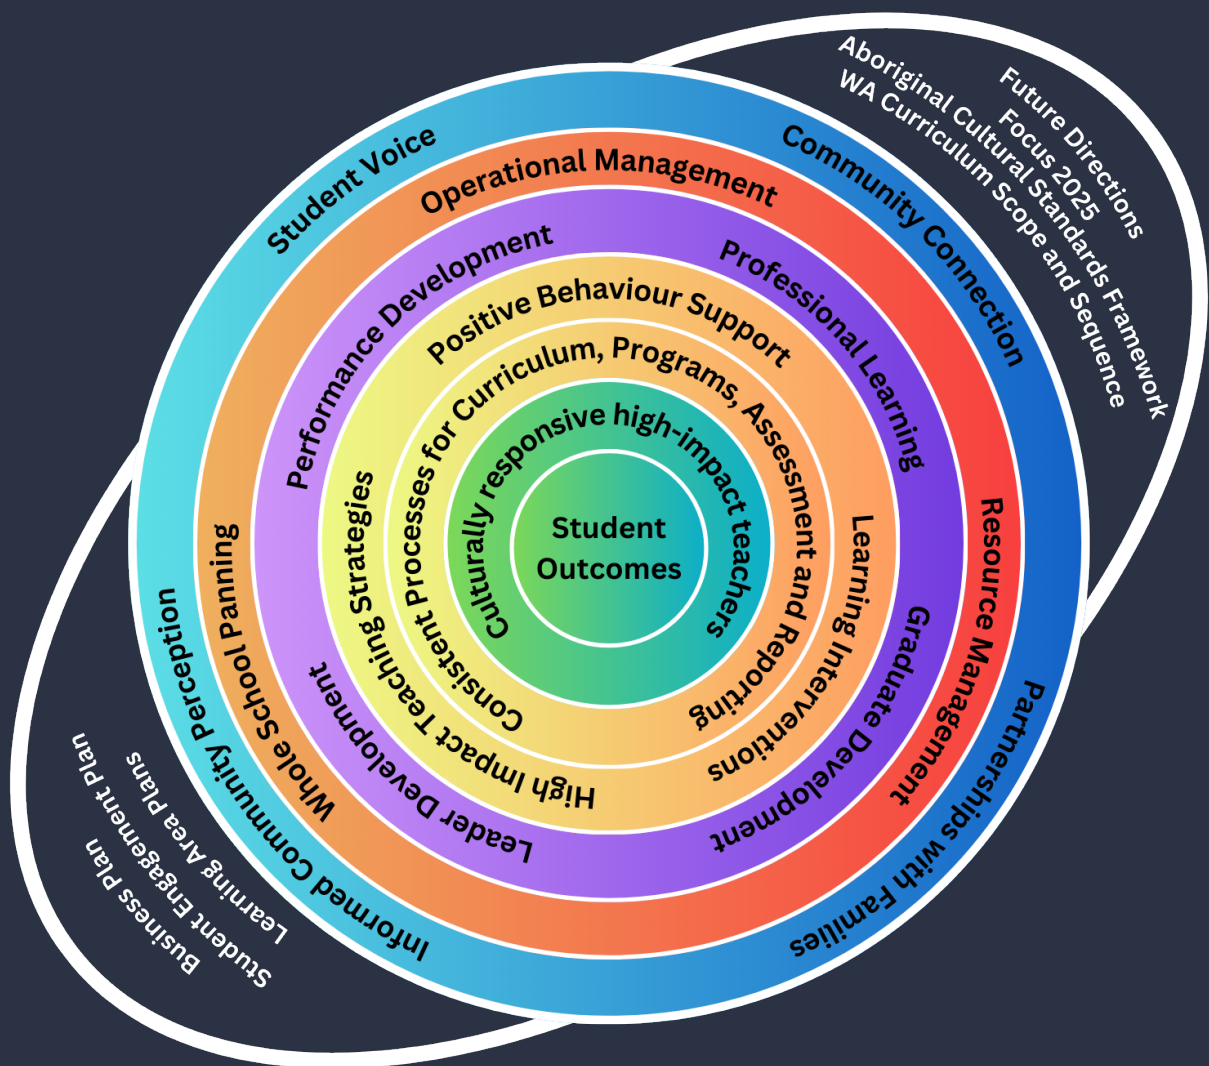 Future Directions
Focus 2025
Aboriginal Cultural Standards Framework
WA Curriculum Scope and Sequence
Student Voice
Community Connection
Partnerships with Families
Informed Community Perception
Operational Management
Resource Management
Whole School Panning
Performance Development
Professional Learning
Graduate Development
Leader Development
Positive Behaviour Support
Learning Interventions
High Impact Teaching Strategies
Consistent Processes for Curriculum, Programs, Assessment and Reporting
Culturally responsive high-impact teachers
Student
Outcomes
Learning Area Plans
Student Engagement Plan
Business Plan